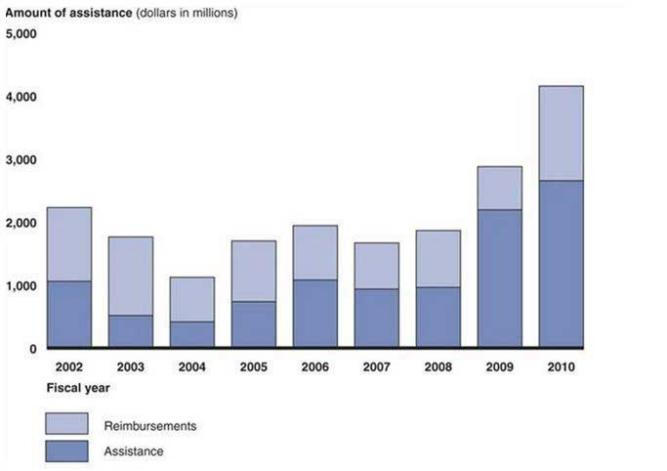 Amount of assistance (dollars in millions)
5,000
4,000
3,000
2,000
1,000
0
2002 2003 2004 2005 2006 2007 2008 2009 2010
Fiscal year
Reimbursements
Assistance